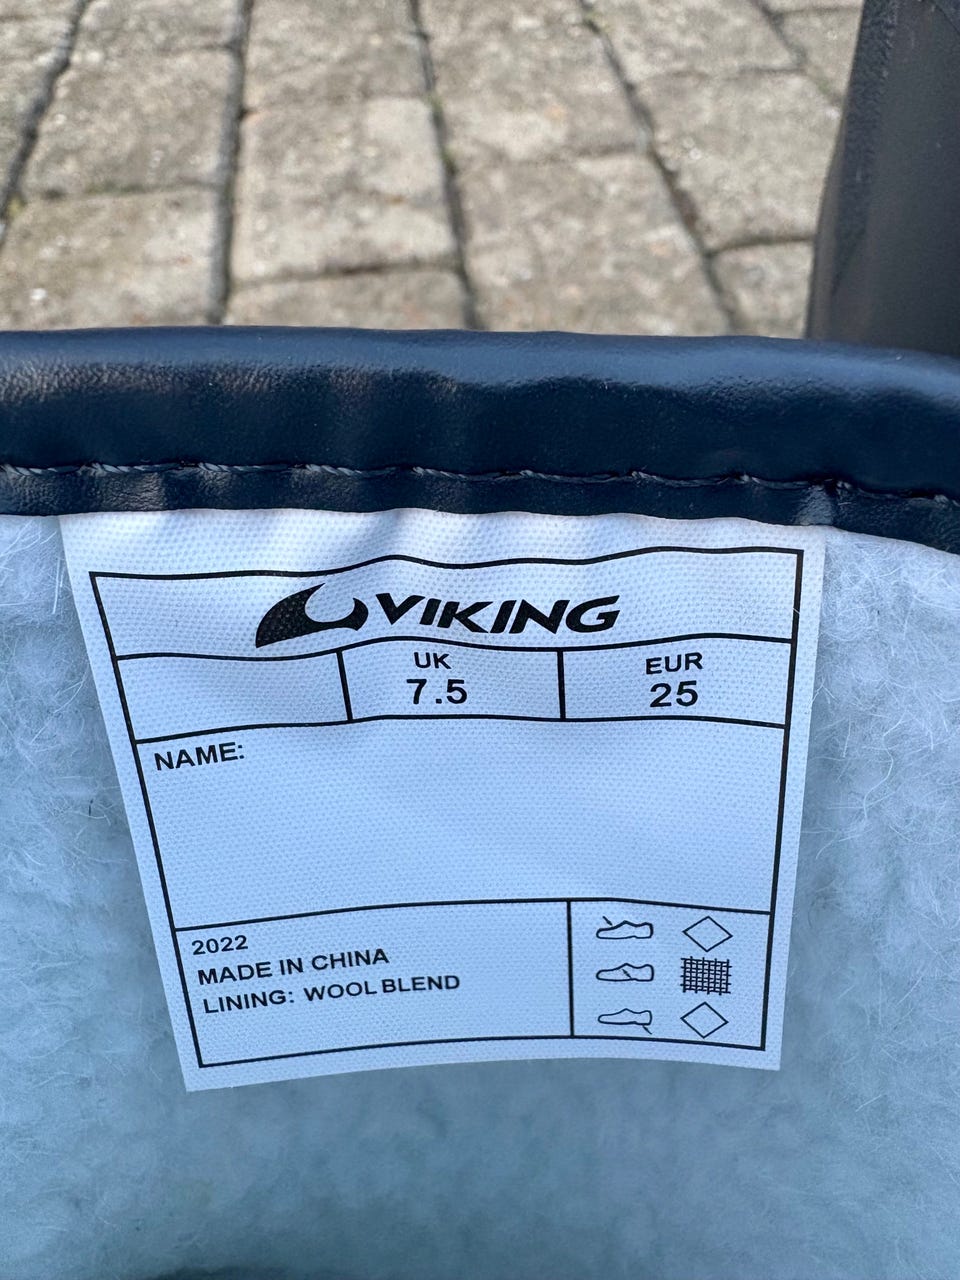 VIKING
UK
7.5
EUR
25
NAME:
2022
MADE IN CHINA
LINING: WOOL BLEND